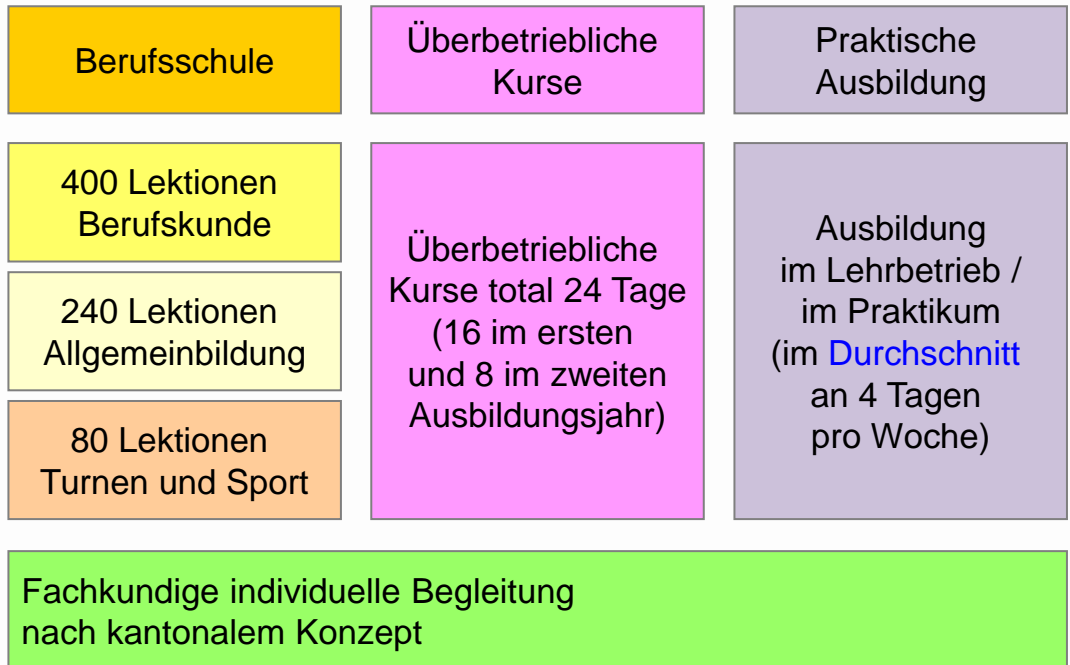 Berufsschule
Überbetriebliche
Kurse
Praktische
Ausbildung
400 Lektionen
Berufskunde
240 Lektionen
Allgemeinbildung
80 Lektionen
Turnen und Sport
Überbetriebliche
Kurse total 24 Tage
(16 im ersten
und 8 im zweiten
Ausbildungsjahr)
Ausbildung
im Lehrbetrieb /
im Praktikum
(im Durchschnitt
an 4 Tagen
pro Woche)
Fachkundige individuelle Begleitung
nach kantonalem Konzept